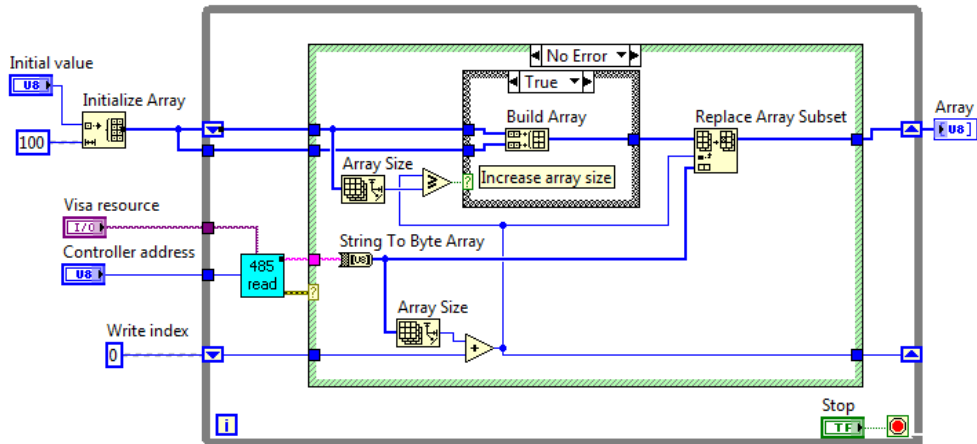 No Error
Initial value
U8
Initialize Array
True
Build Array
Replace Array Subset
Array
U8]
100
Array Size
?
Increase array size
Visa resource
I/O
String To Byte Array
[U8]
Controller address
U8
485
read
?
Array Size
Write index
0
+
i
Stop
TF